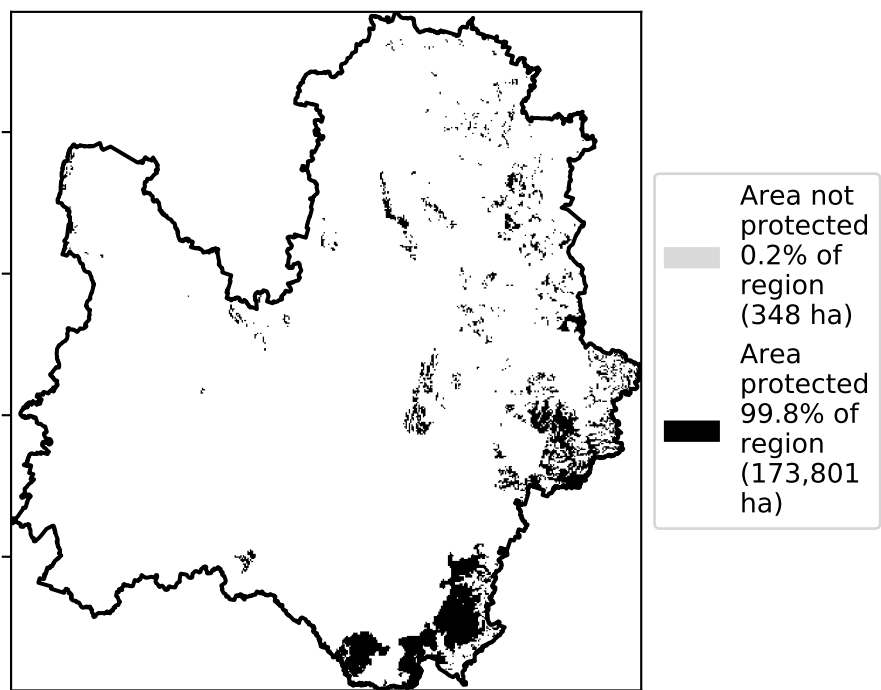 Area not
protected
0.2% of
region
(348 ha)
Area
protected
99.8% of
region
(173,801
ha)